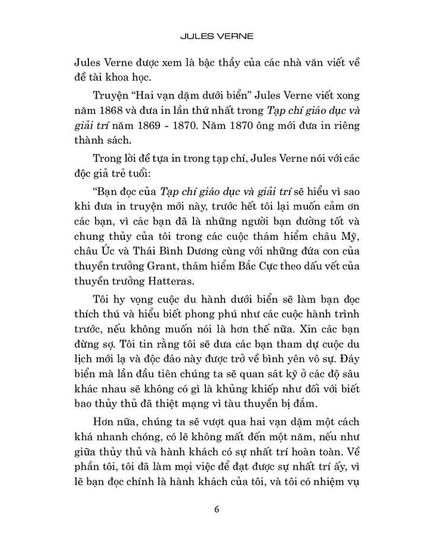 JULES VERNE
Jules Verne được xem là bậc thầy của các nhà văn viết về
đề tài khoa học.
Truyện “Hai vạn dặm dưới biển” Jules Verne viết xong
năm 1868 và đưa in lần thứ nhất trong Tạp chí giáo dục và
giải trí năm 1869 - 1870. Năm 1870 ông mới đưa in riêng
thành sách.
Trong lời đề tựa in trong tạp chí, Jules Verne nói với các
độc giả trẻ tuổi:
“Bạn đọc của Tạp chí giáo dục và giải trí sẽ hiểu vì sao
khi đưa in truyện mới này, trước hết tôi lại muốn cảm ơn
các bạn, vì các bạn đã là những người bạn đường tốt và
chung thủy của tôi trong các cuộc thám hiểm châu Mỹ,
châu Úc và Thái Bình Dương cùng với những đứa con của
thuyền trưởng Grant, thám hiểm Bắc Cực theo dấu vết của
thuyền trưởng Hatteras.
Tôi hy vọng cuộc du hành dưới biển sẽ làm bạn đọc
thích thú và hiểu biết phong phú như các cuộc hành trình
trước, nếu không muốn nói là hơn thế nữa. Xin các bạn
đừng sợ. Tôi tin rằng tôi sẽ đưa các bạn tham dự cuộc du
lịch mới lạ và độc đáo này được trở về bình yên vô sự. Đáy
biển mà lần đầu tiên chúng ta sẽ quan sát kỹ ở các độ sâu
khác nhau sẽ không có gì là khủng khiếp như đối với biết
bao thủy thủ đã thiệt mạng vì tàu thuyền bị đắm.
Hơn nữa, chúng ta sẽ vượt qua hai vạn dặm một cách
khá nhanh chóng, có lẽ không mất đến một năm, nếu như
giữa thủy thủ và hành khách có sự nhất trí hoàn toàn. Về
phần tôi, tôi đã làm mọi việc để đạt được sự nhất trí ấy, vì
lẽ bạn đọc chính là hành khách của tôi, và tôi có nhiệm vụ
6